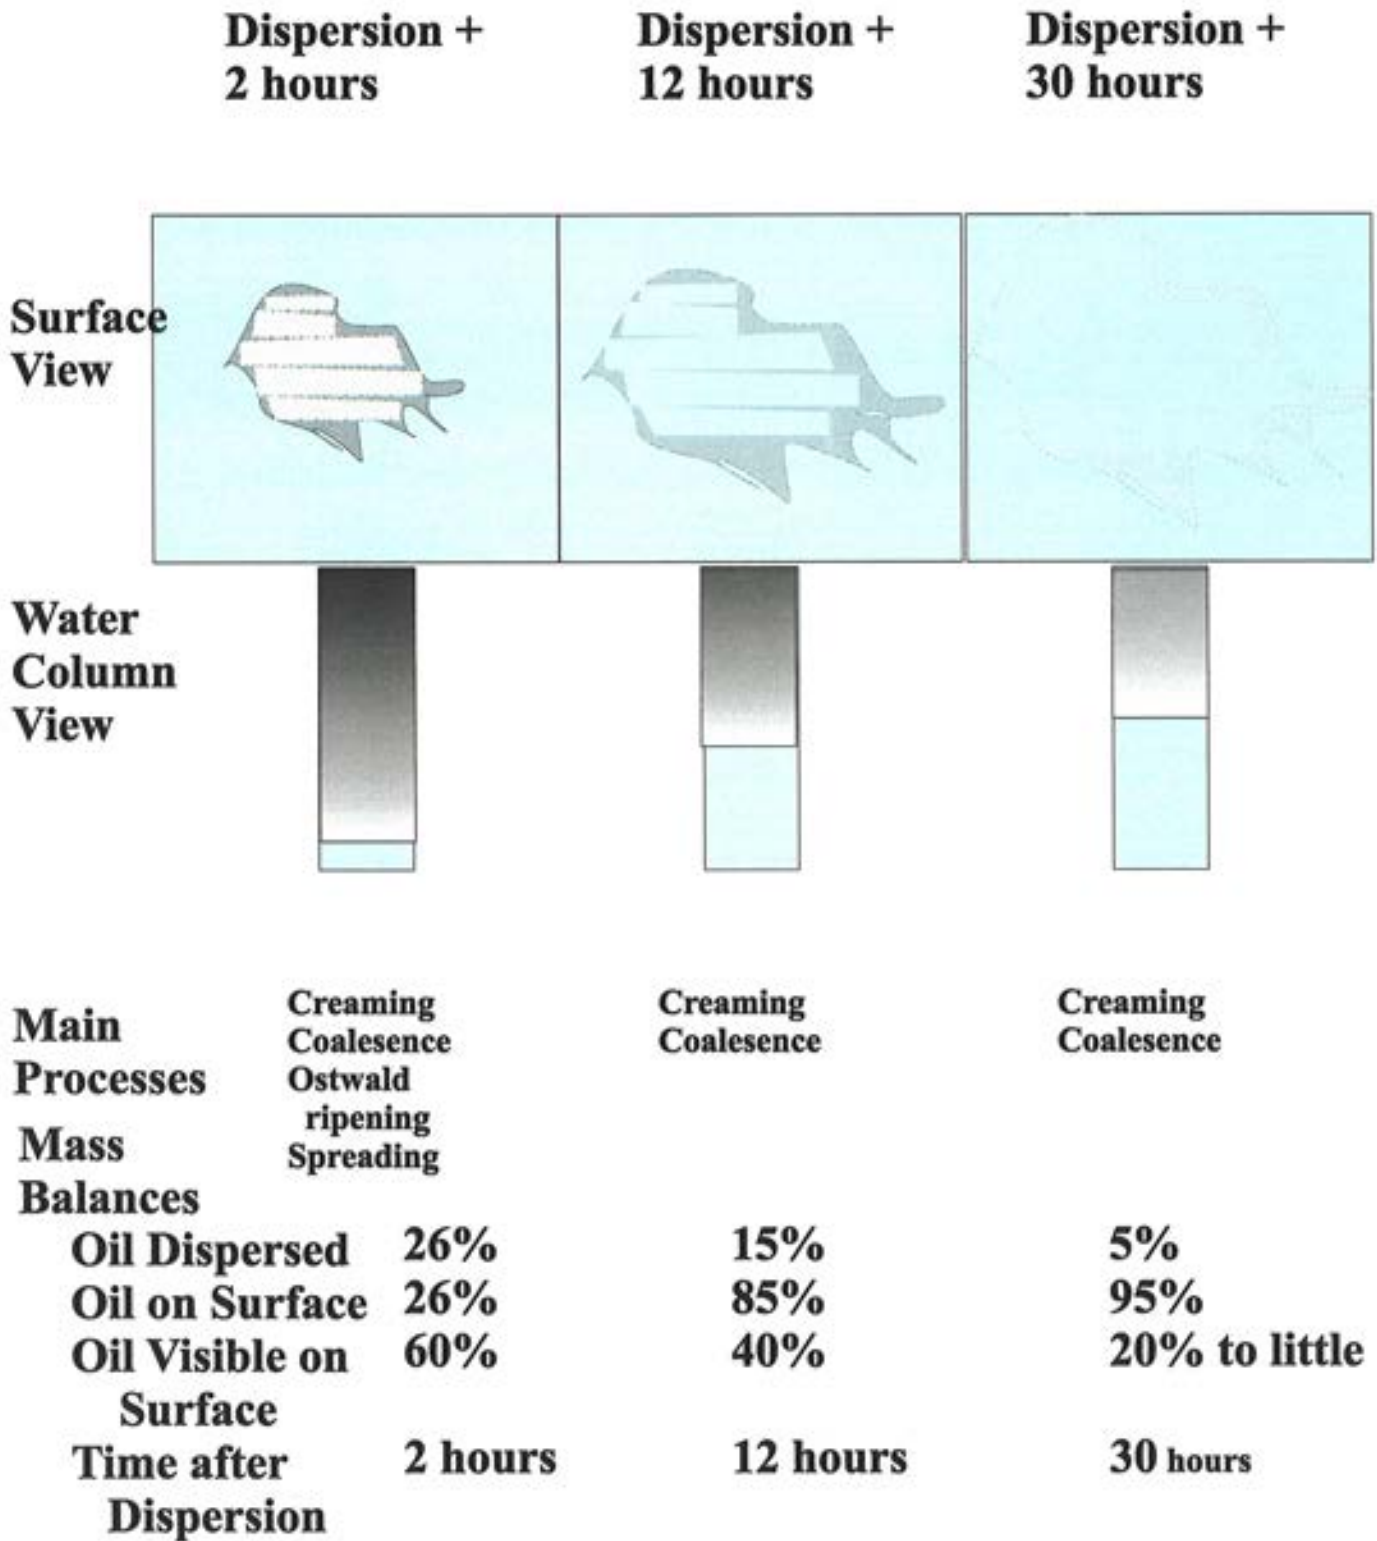 Dispersion + 2 hours
Dispersion + 12 hours
Dispersion + 30 hours
Surface
View
Water
Column
View
Main
Processes
Creaming
Coalesence
Ostwald
ripening
Spreading
Creaming
Coalesence
Creaming
Coalesence
Mass
Balances
Oil Dispersed 26% 15% 5%
Oil on Surface 26% 85% 95%
Oil Visible on 60% 40% 20% to little
Surface
Time after 2 hours 12 hours 30 hours
Dispersion